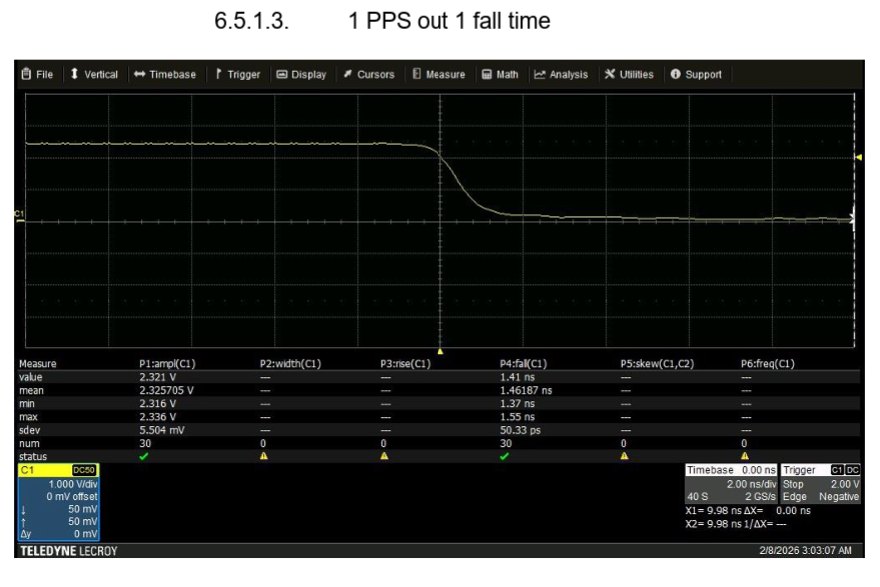 6.5.1.3. 1 PPS out 1 fall time
File Vertical Timebase Trigger Display Cursors Measure Math Analysis Utilities Support
C1
Measure P1:ampl(C1) P2:width(C1) P3:rise(C1) P4:fall(C1) P5:skew(C1,C2) P6:freq(C1)
value 2.321 V --- --- 1.41 ns --- ---
mean 2.325705 V --- --- 1.46187 ns --- ---
min 2.316 V --- --- 1.37 ns --- ---
max 2.336 V --- --- 1.55 ns --- ---
sdev 5.504 mV --- --- 50.33 ps --- ---
num 30 0 0 30 0 0
status
C1 DC50
1.000 V/div
0 mV offset
↓ 50 mV
↑ 50 mV
Δy 0 mV
Timebase 0.00 ns Trigger C1 DC
2.00 ns/div Stop 2.00 V
40 S 2 GS/s Edge Negative
X1= 9.98 ns ΔX= 0.00 ns
X2= 9.98 ns 1/ΔX= ---
TELEDYNE LECROY 2/8/2026 3:03:07 AM